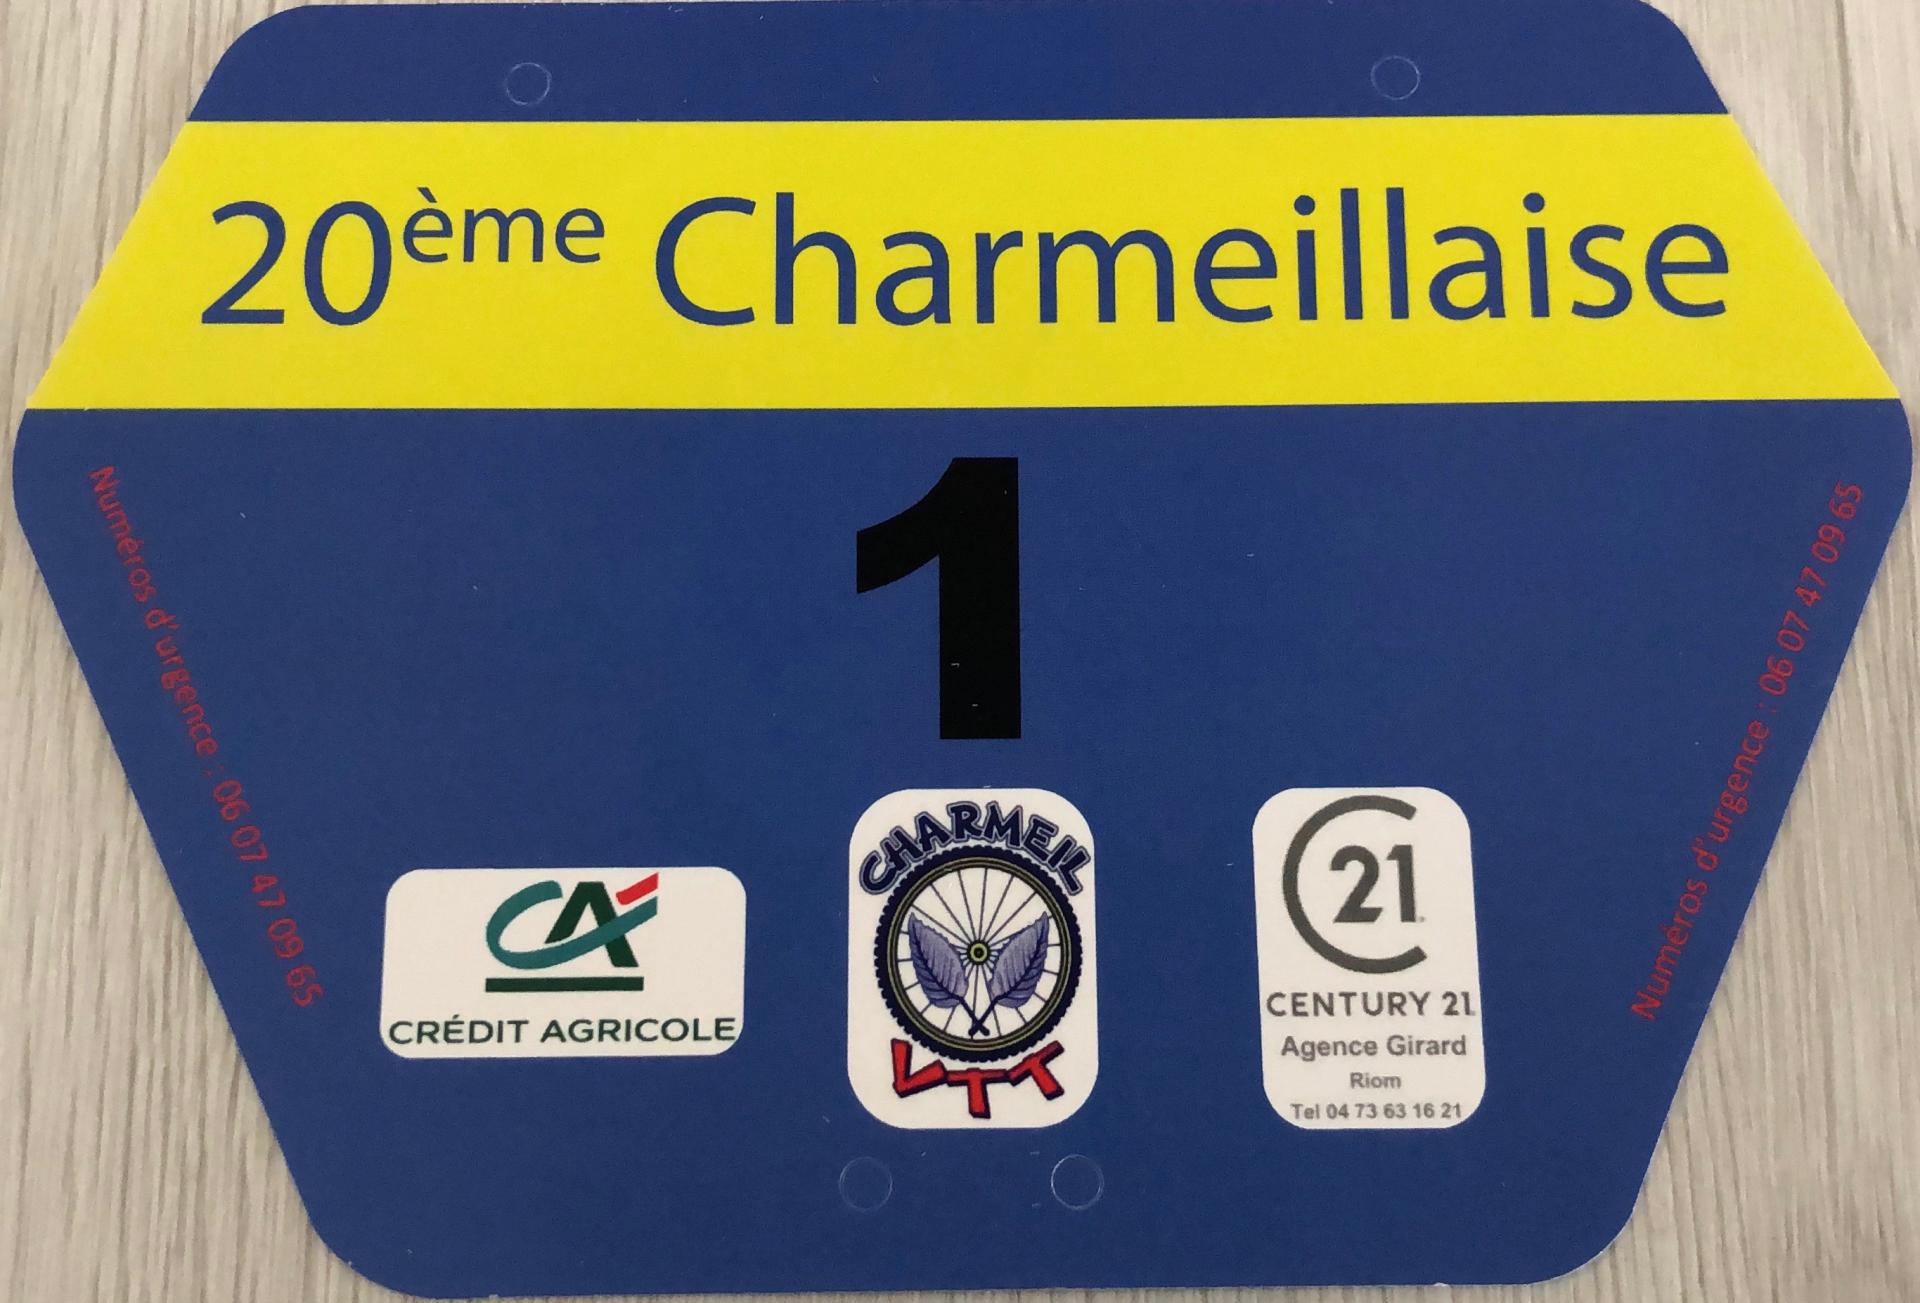 20ème Charmeillaise
1
Numéros d'urgence : 06 07 47 09 65
Numéros d'urgence : 06 07 47 09 65
CA
CRÉDIT AGRICOLE
CHARMEIL
VTT
C21
CENTURY 21
Agence Girard
Riom
Tel 04 73 63 16 21